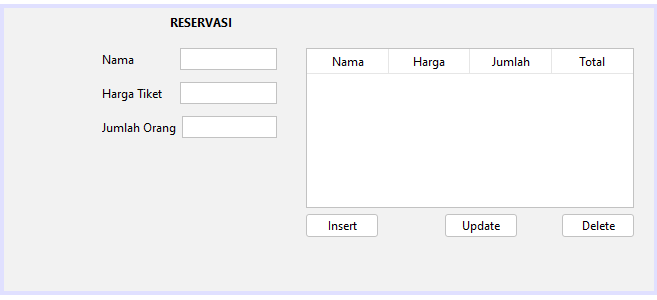 RESERVASI
Nama
Harga Tiket
Jumlah Orang
Nama Harga Jumlah Total
Insert Update Delete